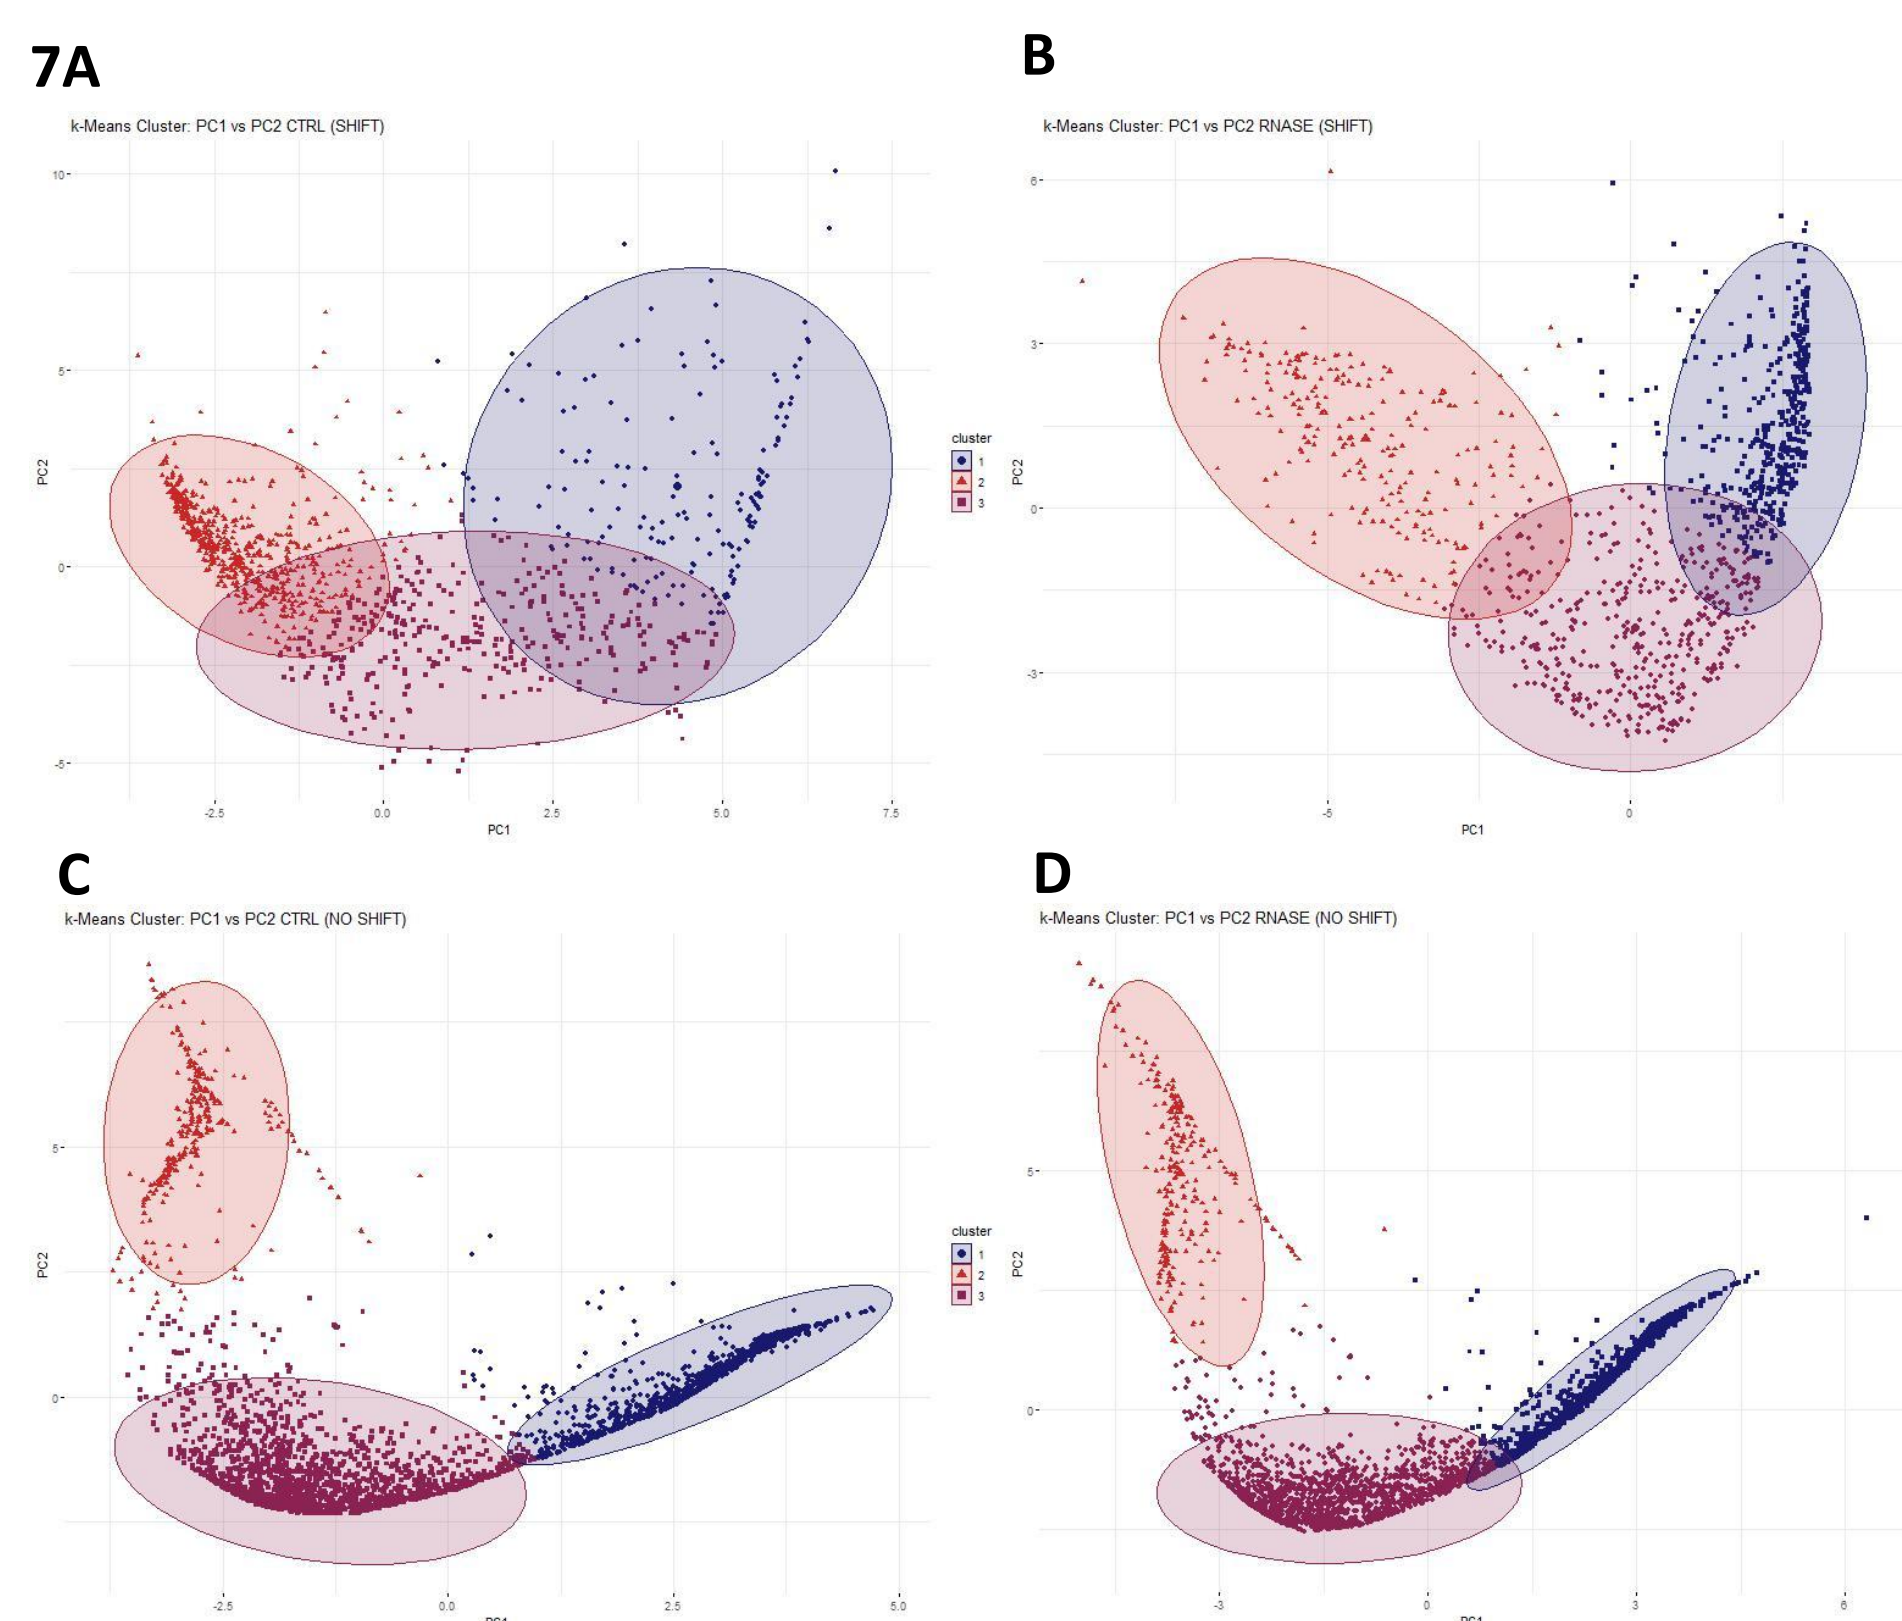 7A
B
k-Means Cluster: PC1 vs PC2 CTRL (SHIFT)
k-Means Cluster: PC1 vs PC2 RNASE (SHIFT)
10
5
0
-5
PC2
-2.5
0.0
2.5
5.0
7.5
PC1
cluster
1
2
3
6
3
0
-3
PC2
-5
0
PC1
C
D
k-Means Cluster: PC1 vs PC2 CTRL (NO SHIFT)
k-Means Cluster: PC1 vs PC2 RNASE (NO SHIFT)
5
0
PC2
-2.5
0.0
2.5
5.0
PC1
cluster
1
2
3
5
0
PC2
-3
0
3
6
PC1